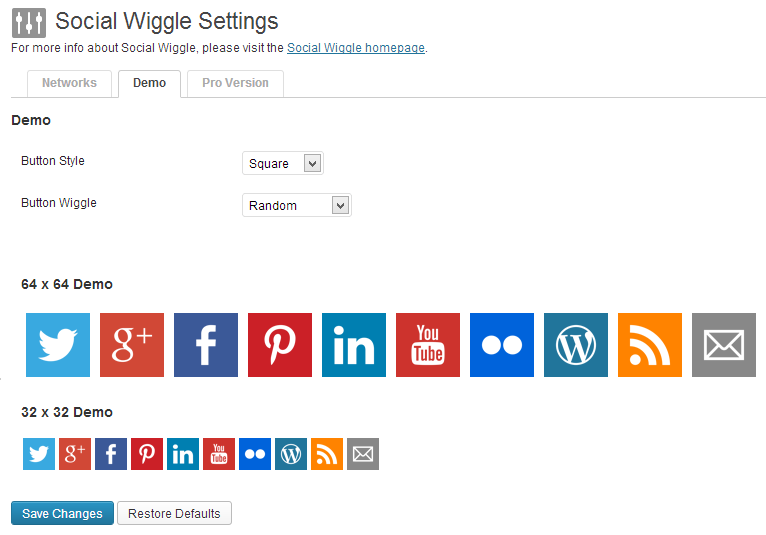 Social Wiggle Settings
For more info about Social Wiggle, please visit the Social Wiggle homepage.
Networks Demo Pro Version
Demo
Button Style Square
Button Wiggle Random
64 x 64 Demo
g+ f in You Tube W
32 x 32 Demo
g+ f in You Tube W
Save Changes Restore Defaults